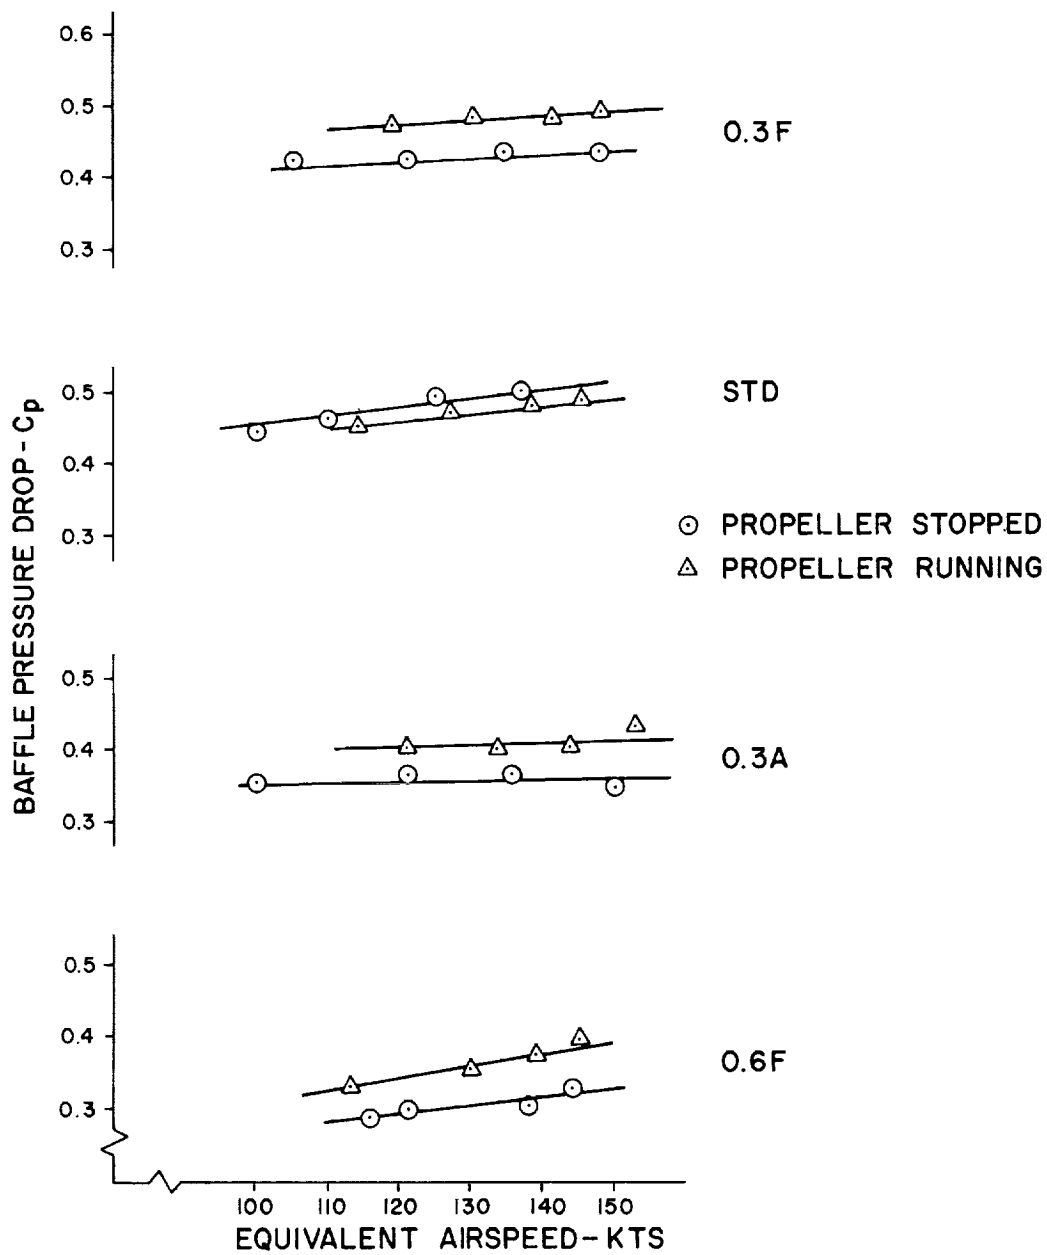 0.6
0.5
0.4
0.3
0.3F
0.5
0.4
0.3
STD
PROPELLER STOPPED
PROPELLER RUNNING
BAFFLE PRESSURE DROP - Cp
0.5
0.4
0.3
0.3A
0.5
0.4
0.3
0.6F
100 110 120 130 140 150
EQUIVALENT AIRSPEED - KTS